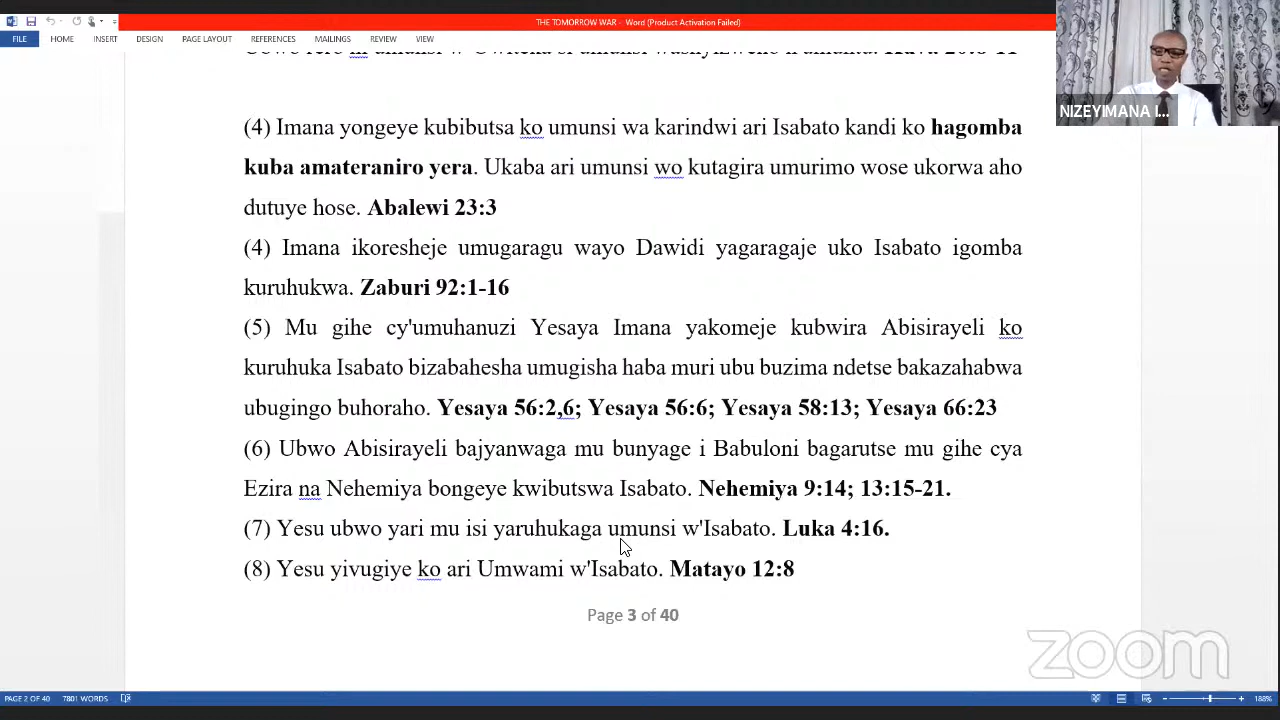 THE TOMORROW WAR - Word (Product Activation Failed)
FILE HOME INSERT DESIGN PAGE LAYOUT REFERENCES MAILINGS REVIEW VIEW
NIZEYIMANA I...
(4) Imana yongeye kubibutsa ko umunsi wa karindwi ari Isabato kandi ko hagomba
kuba amateraniro yera. Ukaba ari umunsi wo kutagira umurimo wose ukorwa aho
dutuye hose. Abalewi 23:3
(4) Imana ikoresheje umugaragu wayo Dawidi yagaragaje uko Isabato igomba
kuruhukwa. Zaburi 92:1-16
(5) Mu gihe cy'umuhanuzi Yesaya Imana yakomeje kubwira Abisirayeli ko
kuruhuka Isabato bizabahesha umugisha haba muri ubu buzima ndetse bakazahabwa
ubugingo buhoraho. Yesaya 56:2,6; Yesaya 56:6; Yesaya 58:13; Yesaya 66:23
(6) Ubwo Abisirayeli bajyanwaga mu bunyage i Babuloni bagarutse mu gihe cya
Ezira na Nehemiya bongeye kwibutswa Isabato. Nehemiya 9:14; 13:15-21.
(7) Yesu ubwo yari mu isi yaruhukaga umunsi w'Isabato. Luka 4:16.
(8) Yesu yivugiye ko ari Umwami w'Isabato. Matayo 12:8
Page 3 of 40
zoom
PAGE 2 OF 40 7801 WORDS
188%